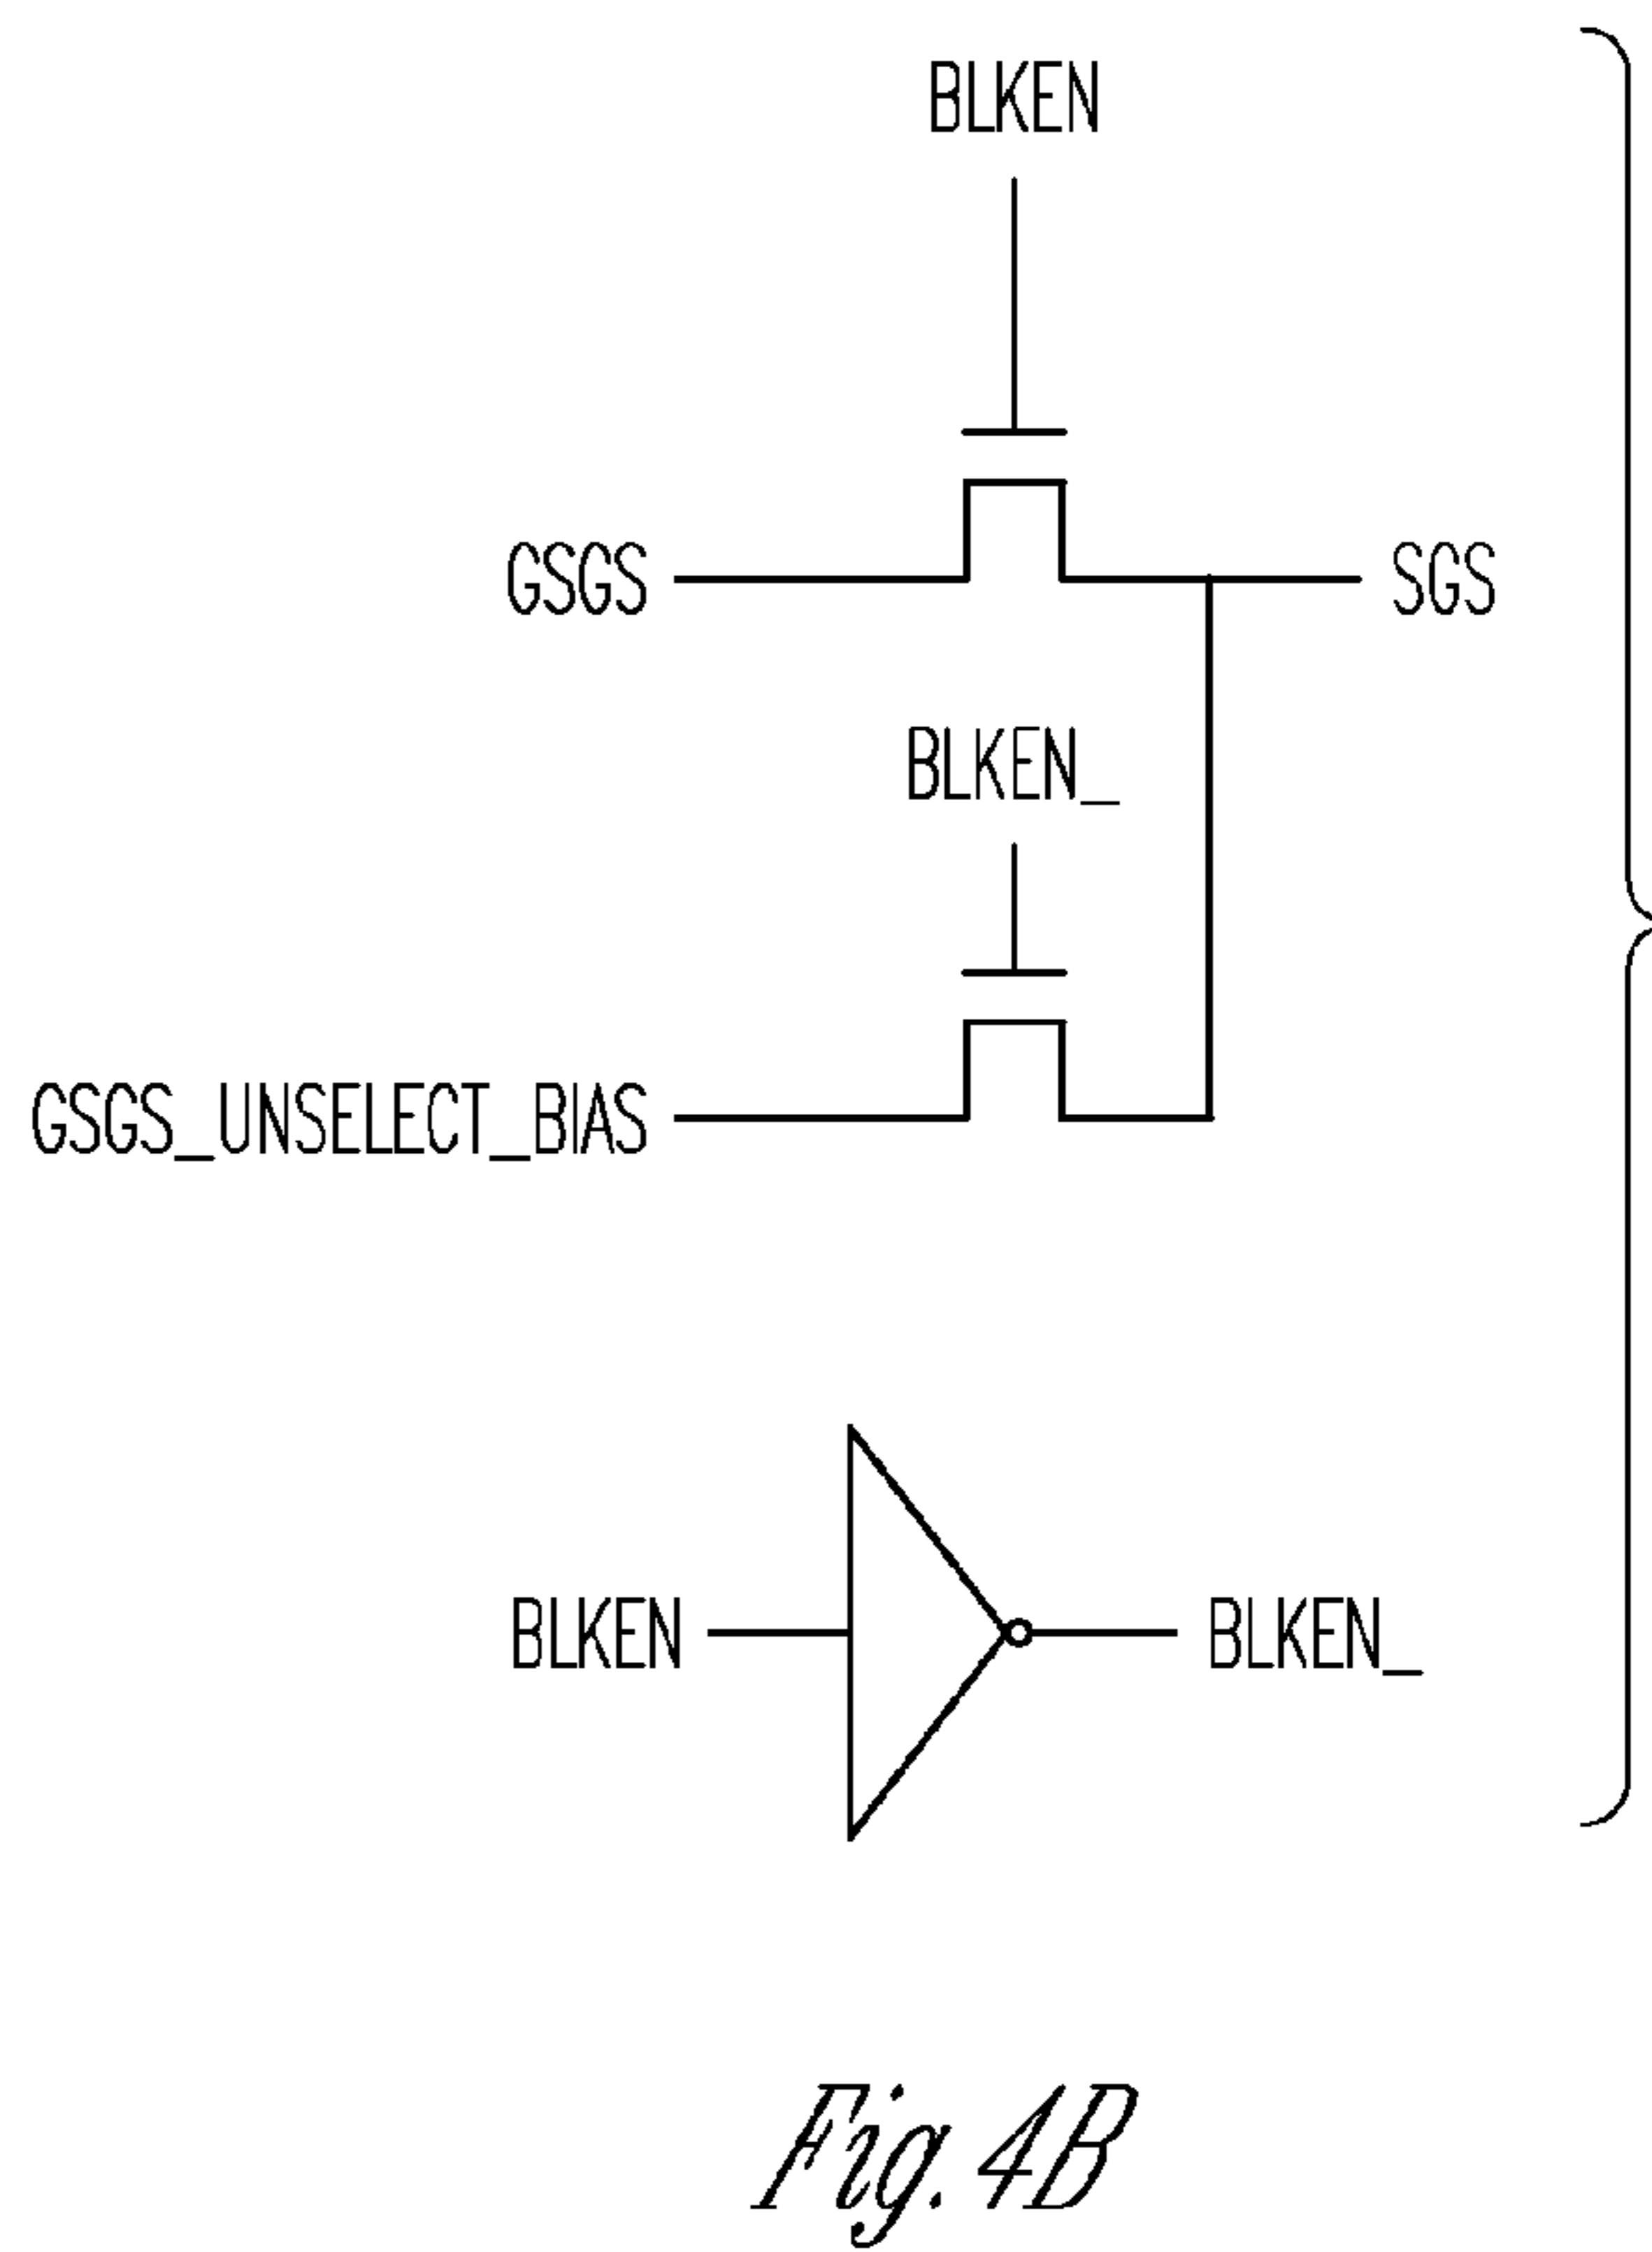 BLKEN
GSGS
SGS
BLKEN_
GSGS_UNSELECT_BIAS
BLKEN
BLKEN_
Fig. 4B